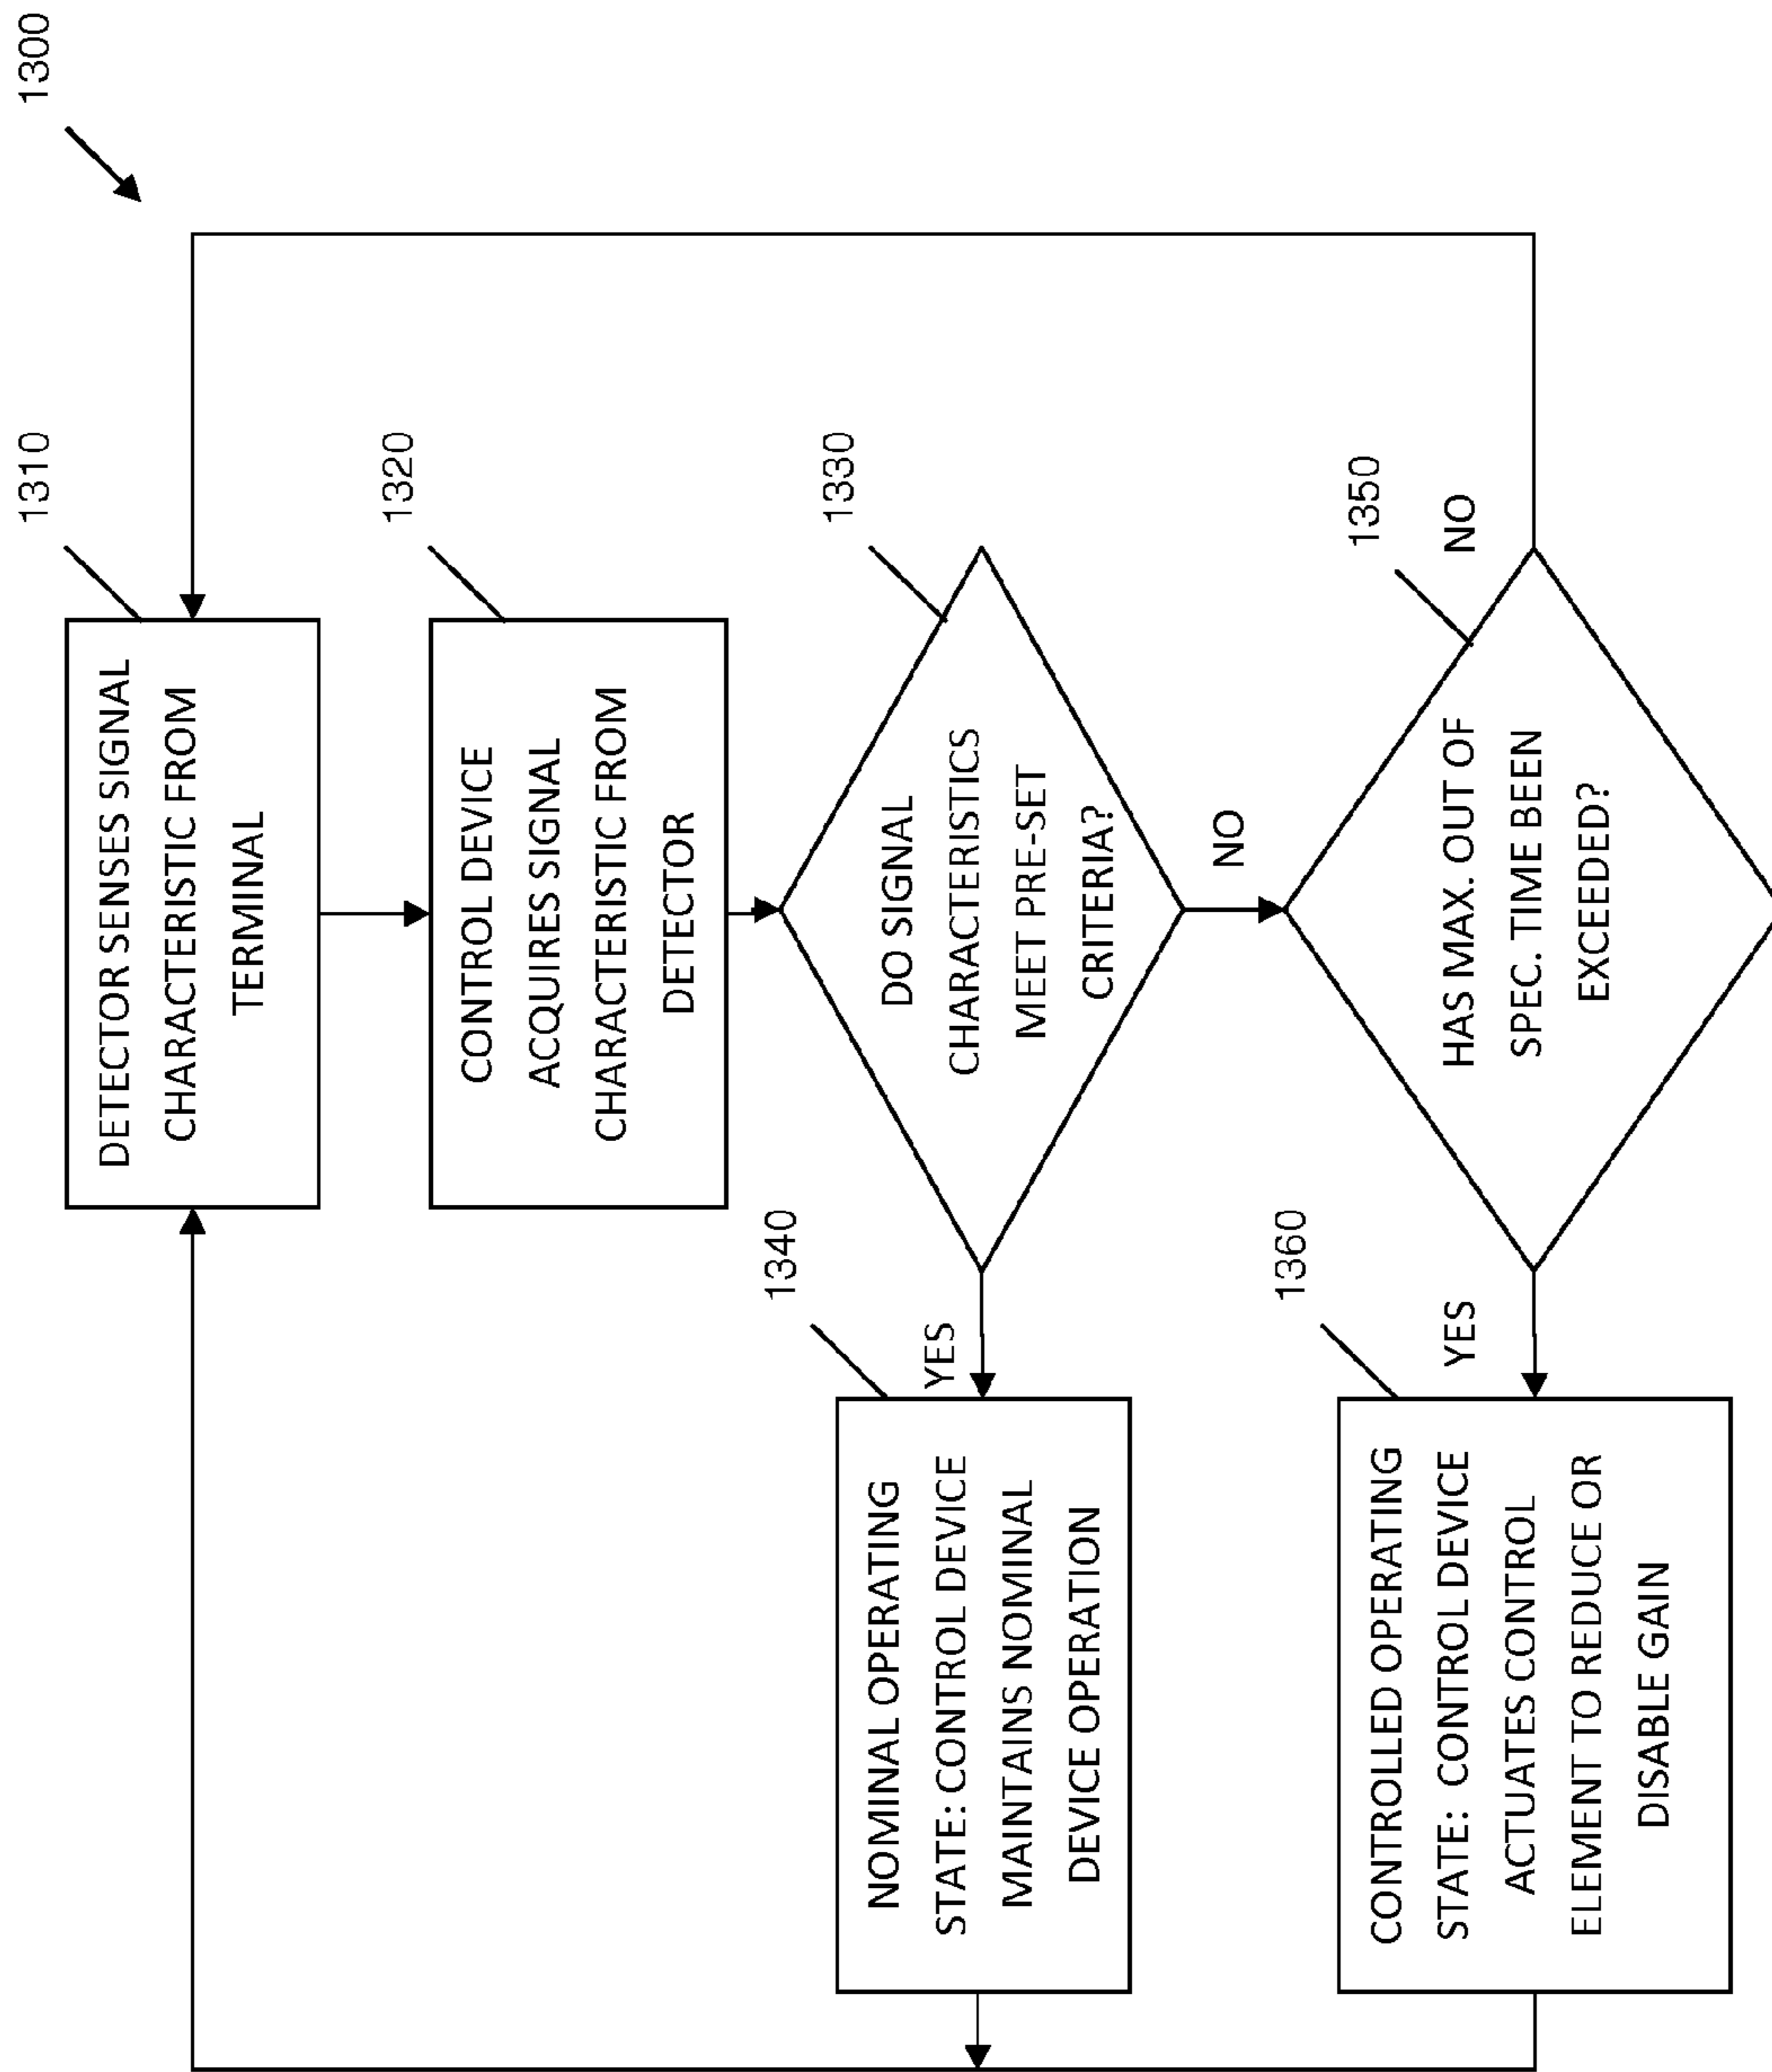 1300
1310
DETECTOR SENSES SIGNAL
CHARACTERISTIC FROM
TERMINAL
1320
CONTROL DEVICE
ACQUIRES SIGNAL
CHARACTERISTIC FROM
DETECTOR
1330
DO SIGNAL
CHARACTERISTICS
MEET PRE-SET
CRITERIA?
YES
NO
1340
NOMINAL OPERATING
STATE: CONTROL DEVICE
MAINTAINS NOMINAL
DEVICE OPERATION
1350
HAS MAX. OUT OF
SPEC. TIME BEEN
EXCEEDED?
NO
YES
1360
CONTROLLED OPERATING
STATE: CONTROL DEVICE
ACTUATES CONTROL
ELEMENT TO REDUCE OR
DISABLE GAIN